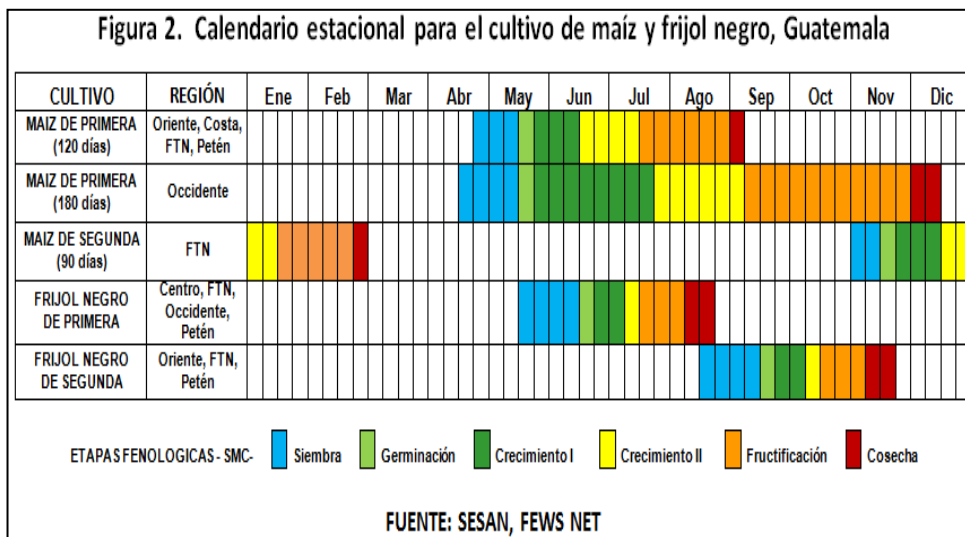 Figura 2. Calendario estacional para el cultivo de maíz y frijol negro, Guatemala
CULTIVO REGIÓN Ene Feb Mar Abr May Jun Jul Ago Sep Oct Nov Dic
MAIZ DE PRIMERA
(120 días)
Oriente, Costa,
FTN, Petén
MAIZ DE PRIMERA
(180 días)
Occidente
MAIZ DE SEGUNDA
(90 días)
FTN
FRIJOL NEGRO
DE PRIMERA
Centro, FTN,
Occidente,
Petén
FRIJOL NEGRO
DE SEGUNDA
Oriente, FTN,
Petén
ETAPAS FENOLOGICAS - SMC- Siembra Germinación Crecimiento I Crecimiento II Fructificación Cosecha
FUENTE: SESAN, FEWS NET